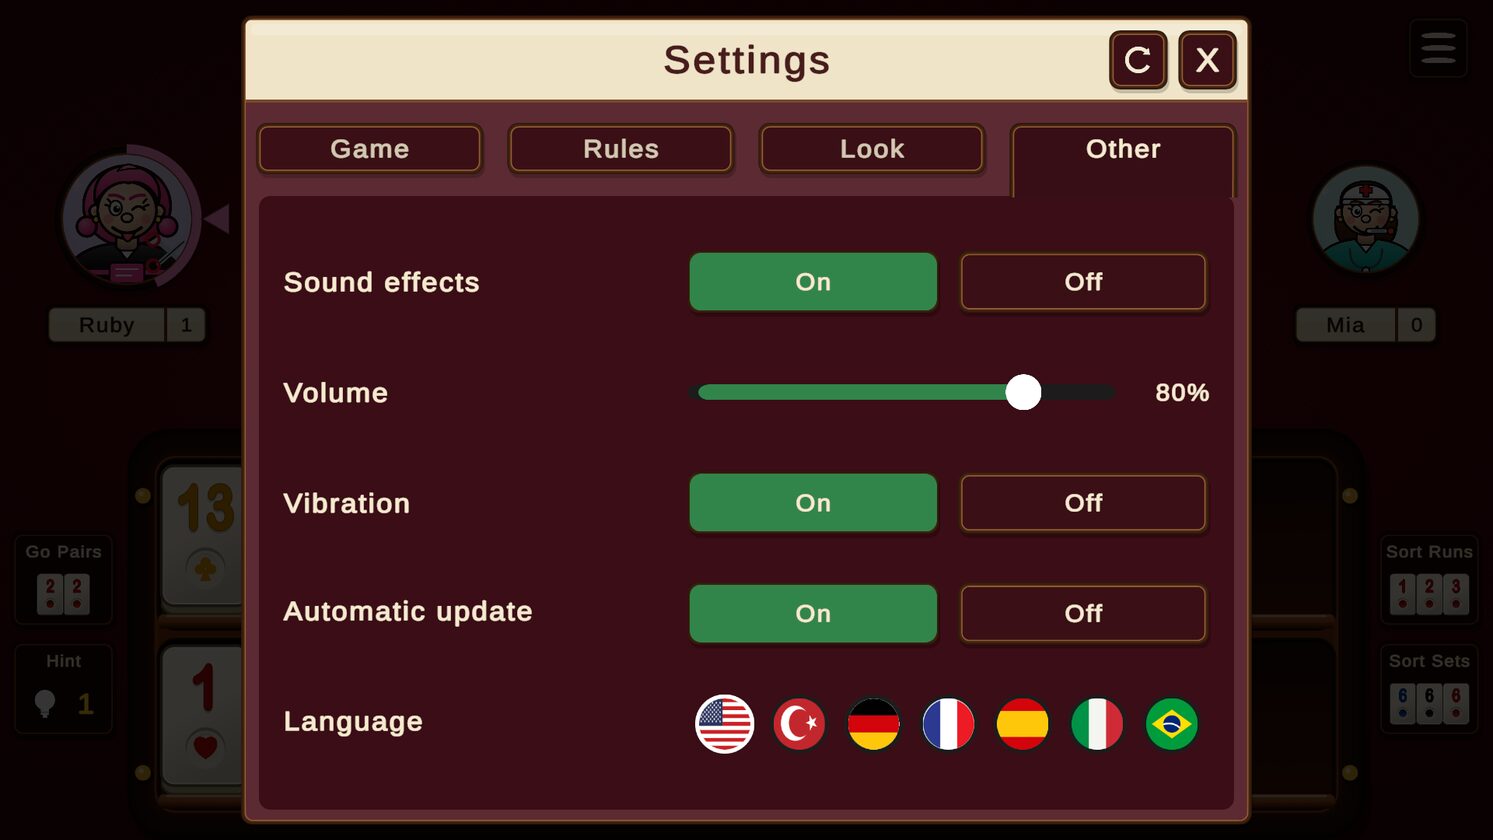 Settings
C X
Game Rules Look Other
Sound effects On Off
Volume 80%
Vibration On Off
Automatic update On Off
Language
Ruby 1
Mia 0
13
1
Go Pairs
2 2
Hint
1
Sort Runs
1 2 3
Sort Sets
6 6 6